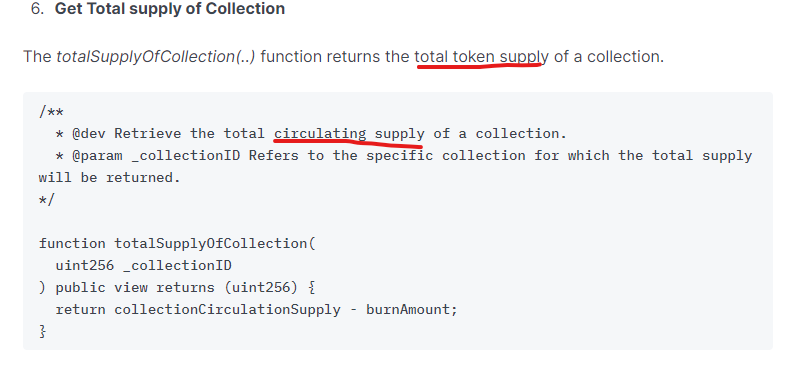 6. Get Total supply of Collection
The totalSupplyOfCollection(..) function returns the total token supply of a collection.
/**
* @dev Retrieve the total circulating supply of a collection.
* @param _collectionID Refers to the specific collection for which the total supply
will be returned.
*/
function totalSupplyOfCollection(
uint256 _collectionID
) public view returns (uint256) {
return collectionCirculationSupply - burnAmount;
}